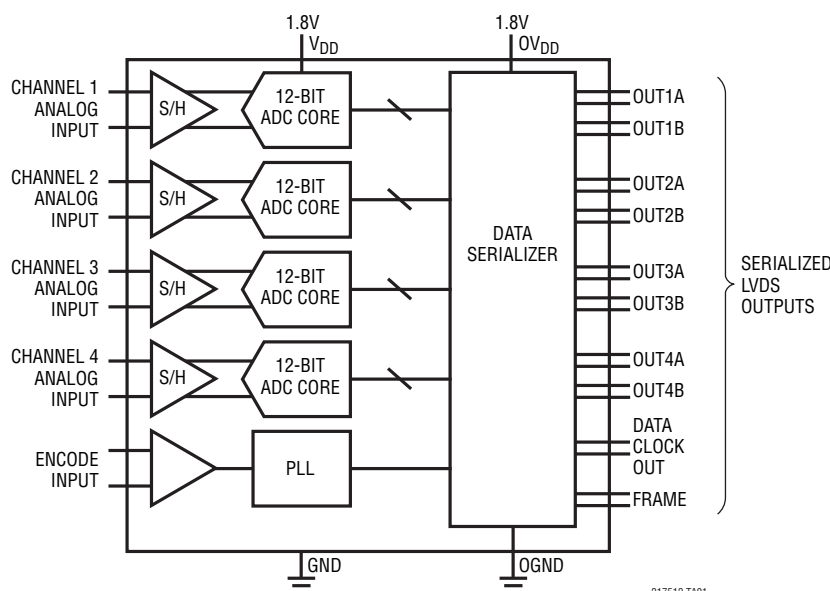 1.8V
VDD
1.8V
OVDD
CHANNEL 1
ANALOG
INPUT
S/H
12-BIT
ADC CORE
OUT1A
OUT1B
CHANNEL 2
ANALOG
INPUT
S/H
12-BIT
ADC CORE
OUT2A
OUT2B
DATA
SERIALIZER
SERIALIZED
LVDS
OUTPUTS
CHANNEL 3
ANALOG
INPUT
S/H
12-BIT
ADC CORE
OUT3A
OUT3B
CHANNEL 4
ANALOG
INPUT
S/H
12-BIT
ADC CORE
OUT4A
OUT4B
ENCODE
INPUT
PLL
DATA
CLOCK
OUT
FRAME
GND
OGND